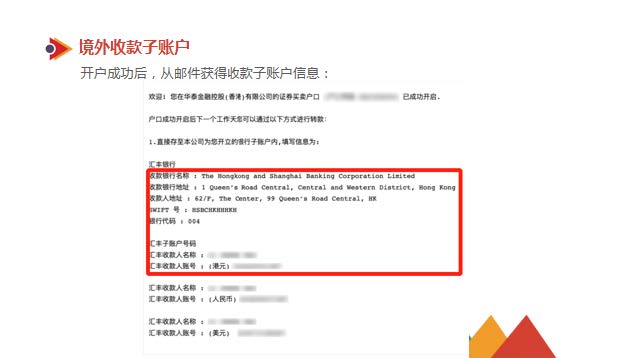 境外收款子账户
开户成功后，从邮件获得收款子账户信息：
欢迎: 您在华泰金融控股(香港)有限公司的证券买卖户口 已成功开启.
户口成功开启后下一个工作天您可以通过以下方式进行转款:
1.直接存至本公司为您开立的银行子账户内,填写信息为:
汇丰银行
收款银行名称 : The Hongkong and Shanghai Banking Corporation Limited
收款银行地址 : 1 Queen's Road Central, Central and Western District, Hong Kong
收款人地址 : 62/F, The Center, 99 Queen's Road Central, HK
SWIFT 号 : HSBCHKHHHKH
银行代码 : 004
汇丰子账户号码
汇丰收款人名称 :
汇丰收款人账号 : (港元)
汇丰收款人名称 :
汇丰收款人账号 : (人民币)
汇丰收款人名称 :
汇丰收款人账号 : (美元)